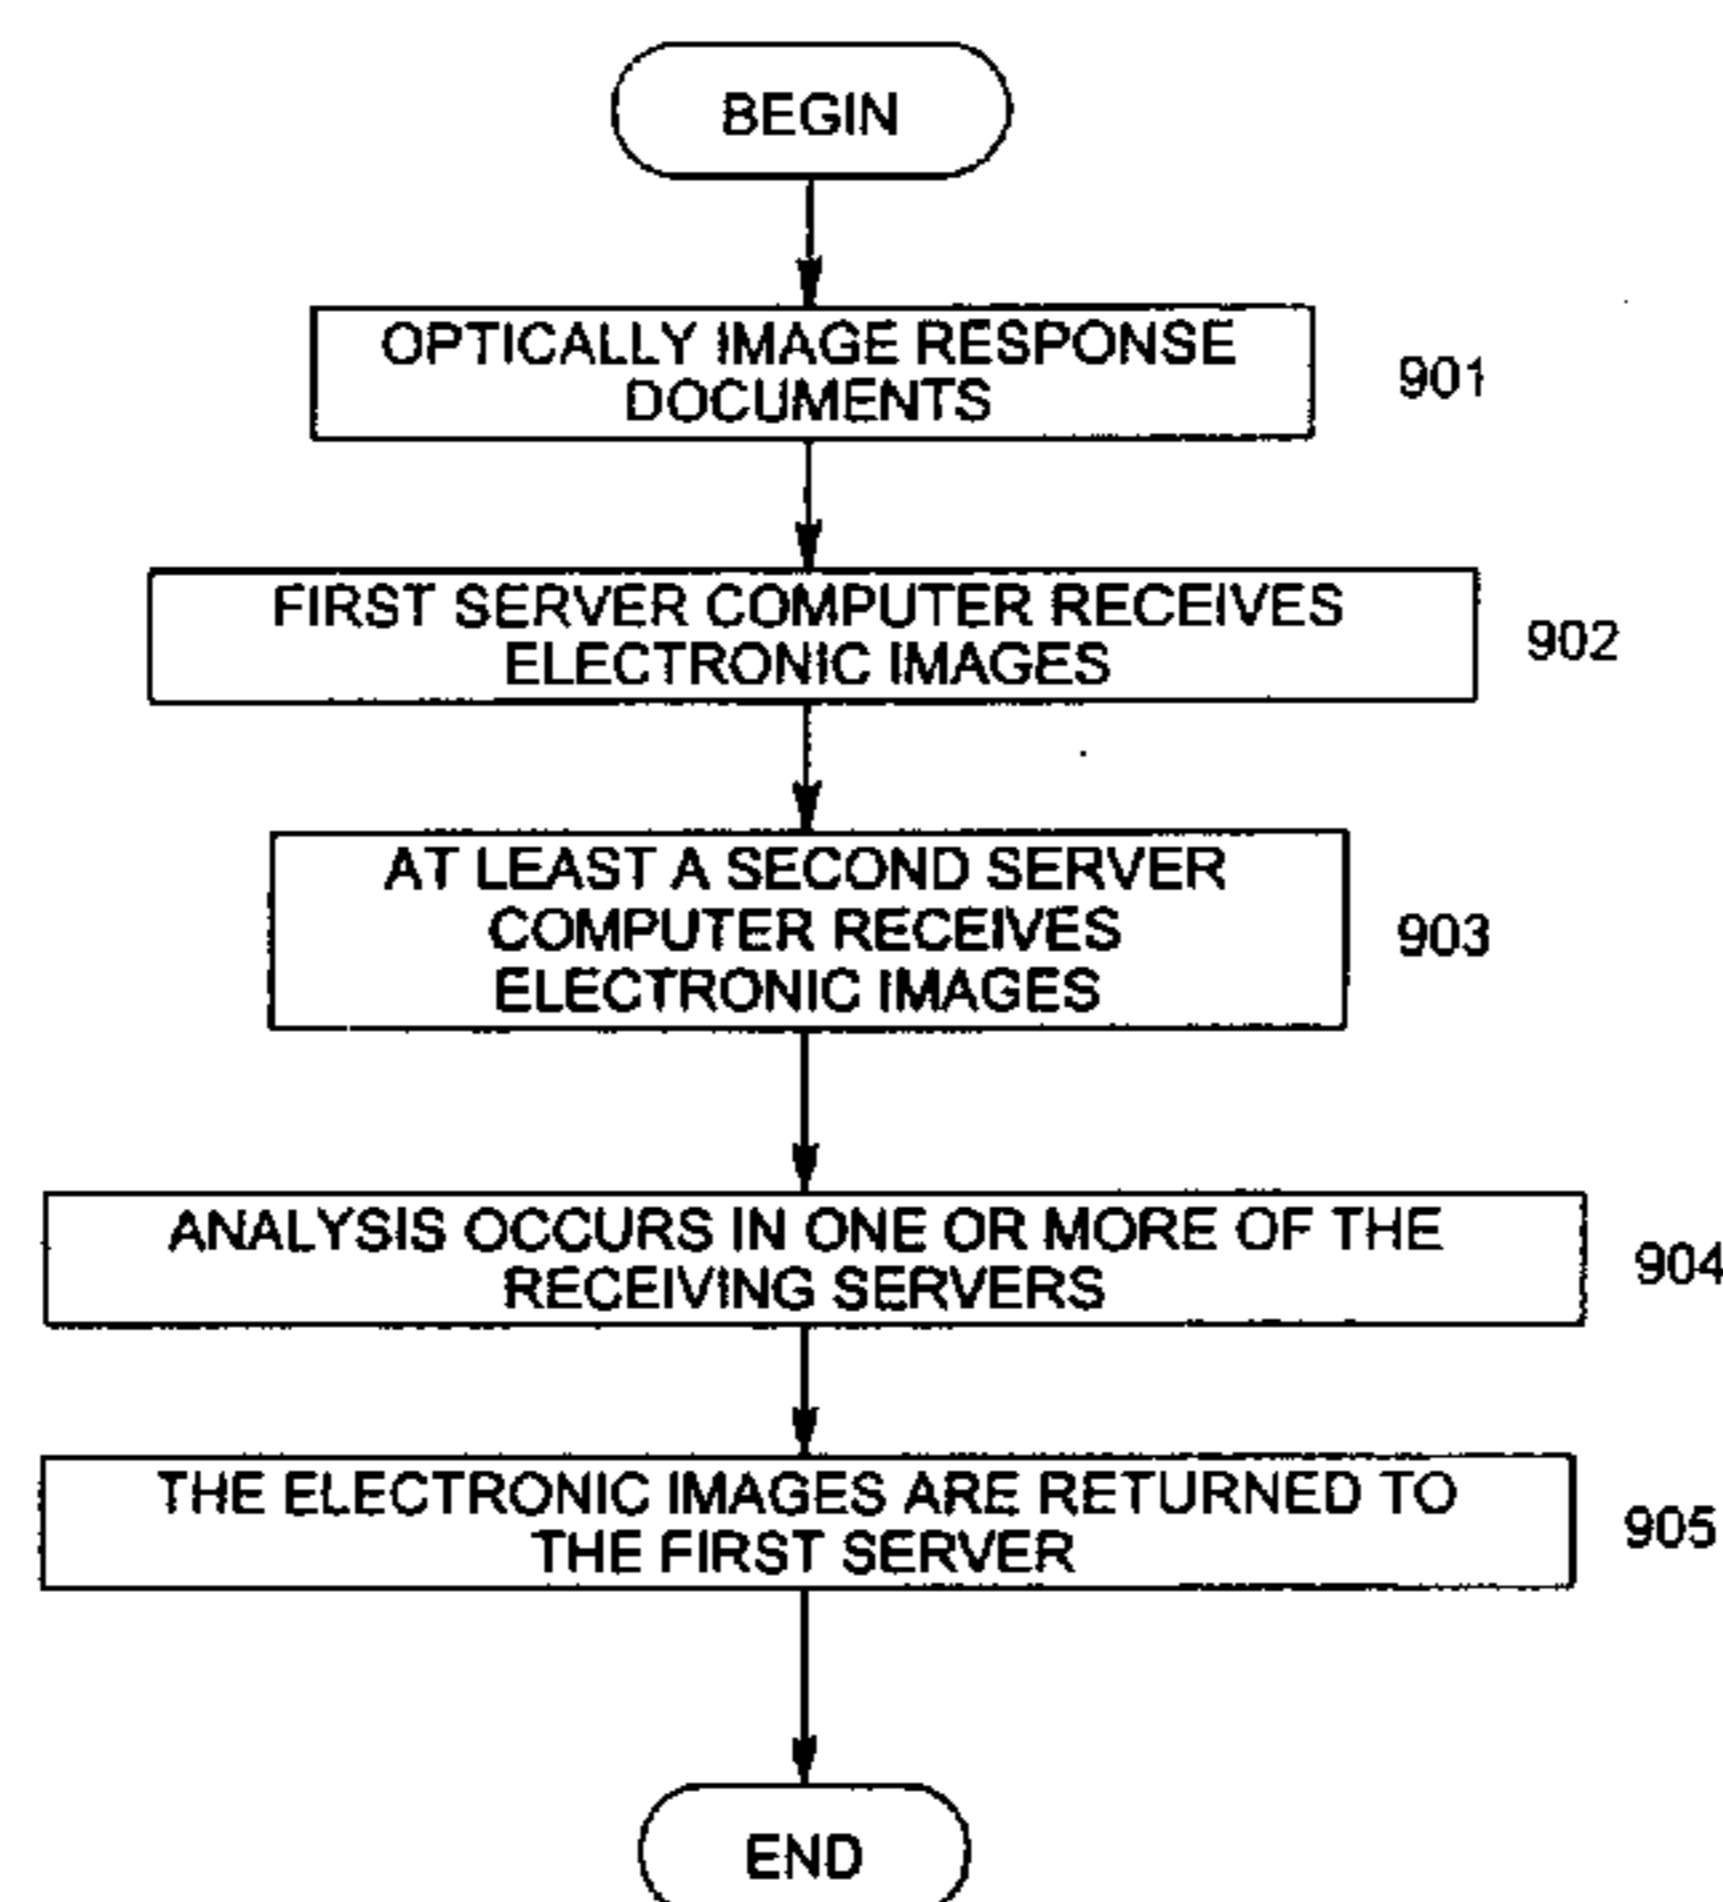 BEGIN
OPTICALLY IMAGE RESPONSE
DOCUMENTS
901
FIRST SERVER COMPUTER RECEIVES
ELECTRONIC IMAGES
902
AT LEAST A SECOND SERVER
COMPUTER RECEIVES
ELECTRONIC IMAGES
903
ANALYSIS OCCURS IN ONE OR MORE OF THE
RECEIVING SERVERS
904
THE ELECTRONIC IMAGES ARE RETURNED TO
THE FIRST SERVER
905
END